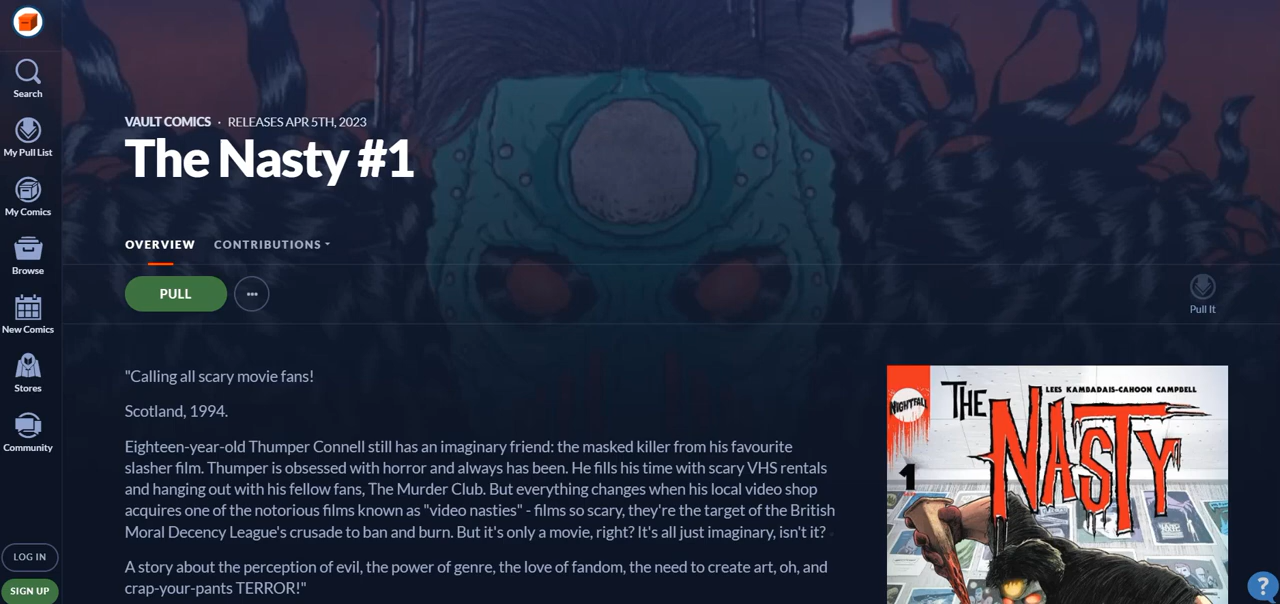 Search
My Pull List
My Comics
Browse
New Comics
Stores
Community
LOG IN
SIGN UP
VAULT COMICS · RELEASES APR 5TH, 2023
The Nasty #1
OVERVIEW CONTRIBUTIONS
PULL ...
Pull It
"Calling all scary movie fans!
Scotland, 1994.
Eighteen-year-old Thumper Connell still has an imaginary friend: the masked killer from his favourite
slasher film. Thumper is obsessed with horror and always has been. He fills his time with scary VHS rentals
and hanging out with his fellow fans, The Murder Club. But everything changes when his local video shop
acquires one of the notorious films known as "video nasties" - films so scary, they're the target of the British
Moral Decency League's crusade to ban and burn. But it's only a movie, right? It's all just imaginary, isn't it?
A story about the perception of evil, the power of genre, the love of fandom, the need to create art, oh, and
crap-your-pants TERROR!"
NIGHTFALL
LEES KAMBADAIS-CAHOON CAMPBELL
THE
NASTY
1
?